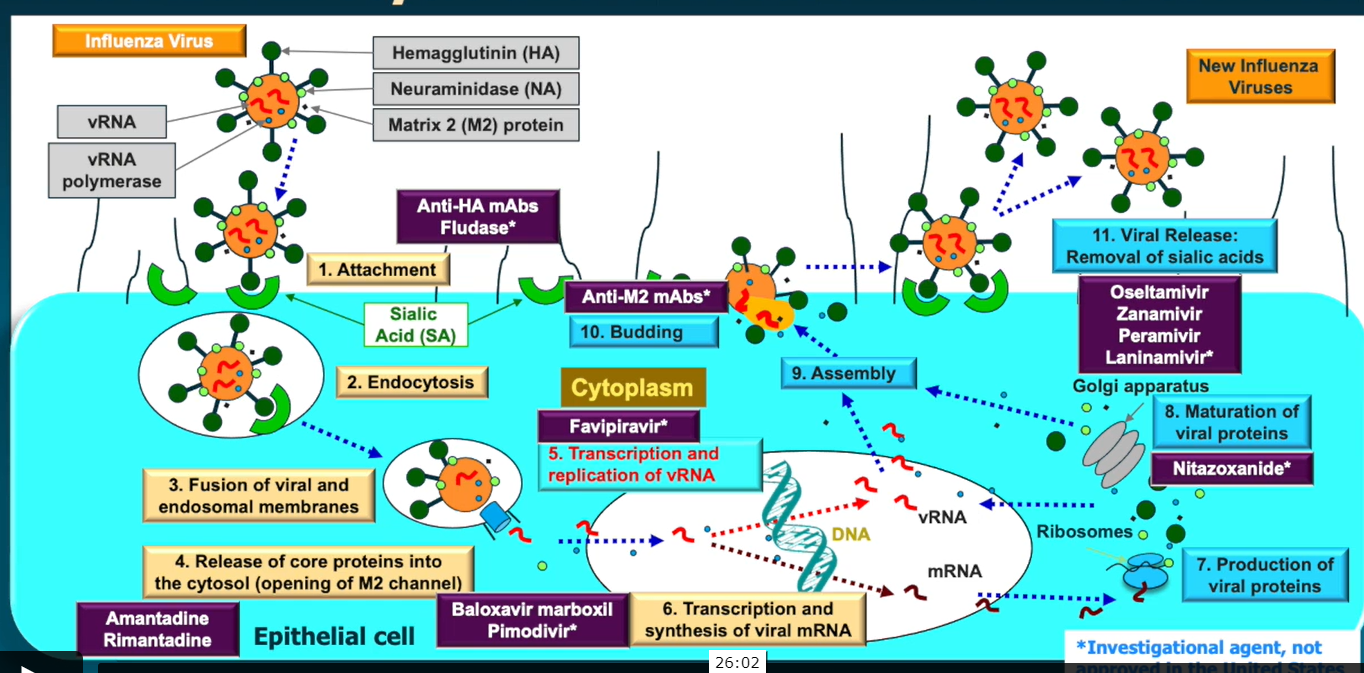 Influenza Virus
Hemagglutinin (HA)
Neuraminidase (NA)
Matrix 2 (M2) protein
vRNA
vRNA
polymerase
New Influenza
Viruses
Anti-HA mAbs
Fludase*
1. Attachment
Sialic
Acid (SA)
11. Viral Release:
Removal of sialic acids
Oseltamivir
Zanamivir
Peramivir
Laninamivir*
Anti-M2 mAbs*
10. Budding
2. Endocytosis
Cytoplasm
9. Assembly
Golgi apparatus
8. Maturation of
viral proteins
Nitazoxanide*
Favipiravir*
5. Transcription and
replication of vRNA
3. Fusion of viral and
endosomal membranes
vRNA
DNA
mRNA
Ribosomes
4. Release of core proteins into
the cytosol (opening of M2 channel)
7. Production of
viral proteins
Amantadine
Rimantadine
Epithelial cell
Baloxavir marboxil
Pimodivir*
6. Transcription and
synthesis of viral mRNA
*Investigational agent, not
approved in the United States
26:02